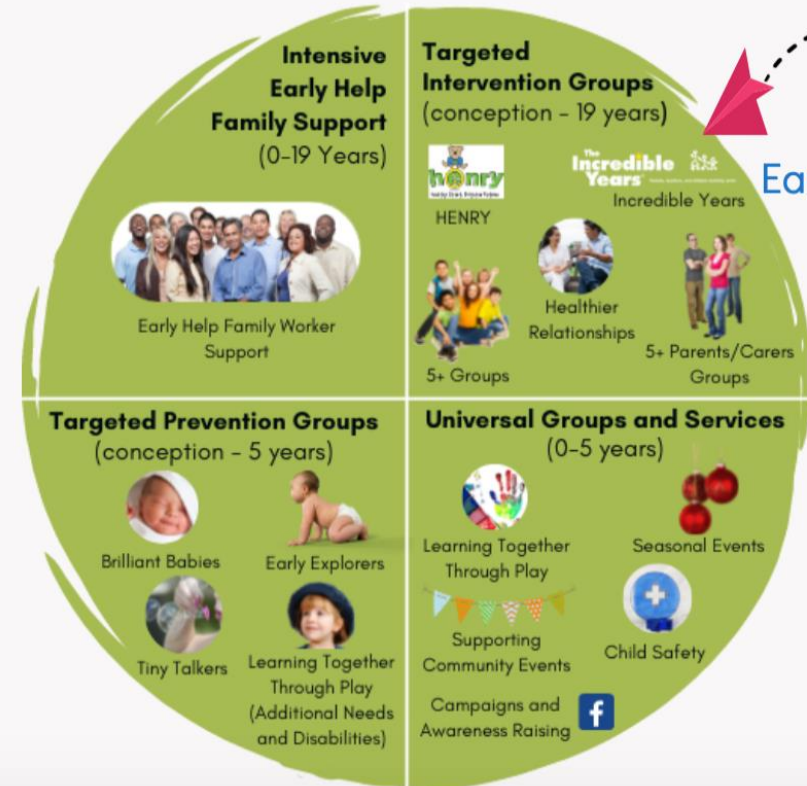 Intensive
Early Help
Family Support
(0-19 Years)
Early Help Family Worker
Support
Targeted
Intervention Groups
(conception - 19 years)
henry
HENRY
The
Incredible
Years
Incredible Years
Healthier
Relationships
5+ Groups
5+ Parents/Carers
Groups
Ea
Targeted Prevention Groups
(conception - 5 years)
Brilliant Babies
Early Explorers
Tiny Talkers
Learning Together
Through Play
(Additional Needs
and Disabilities)
Universal Groups and Services
(0-5 years)
Learning Together
Through Play
Seasonal Events
Supporting
Community Events
Child Safety
Campaigns and
Awareness Raising
f